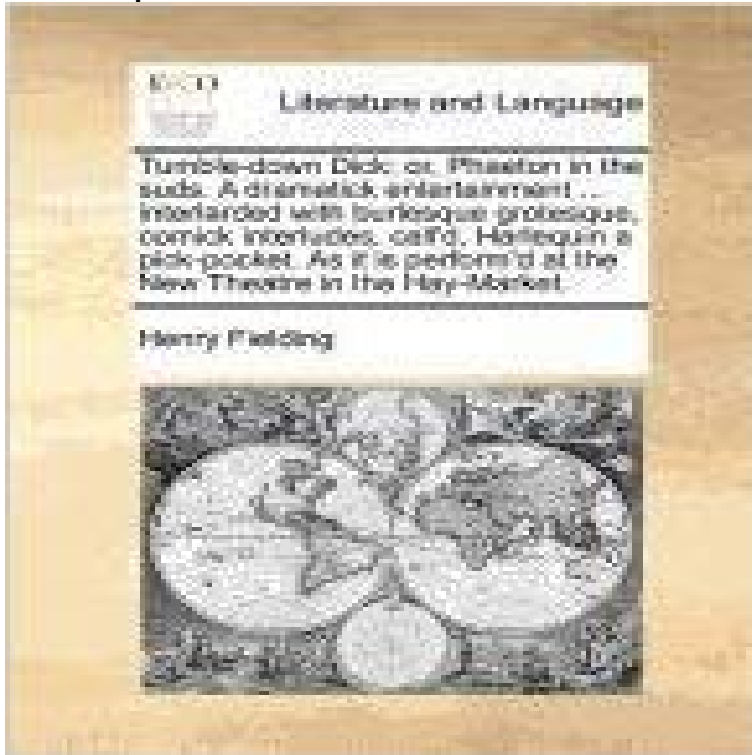 ECCO
Literature and Language
Tumble-down Dick: or, Phaeton in the
suds. A dramatick entertainment ...
Interlarded with burlesque grotesque,
comick interludes, call'd, Harlequin a
pick-pocket. As it is perform'd at the
New Theatre in the Hay-Market.
Henry Fielding